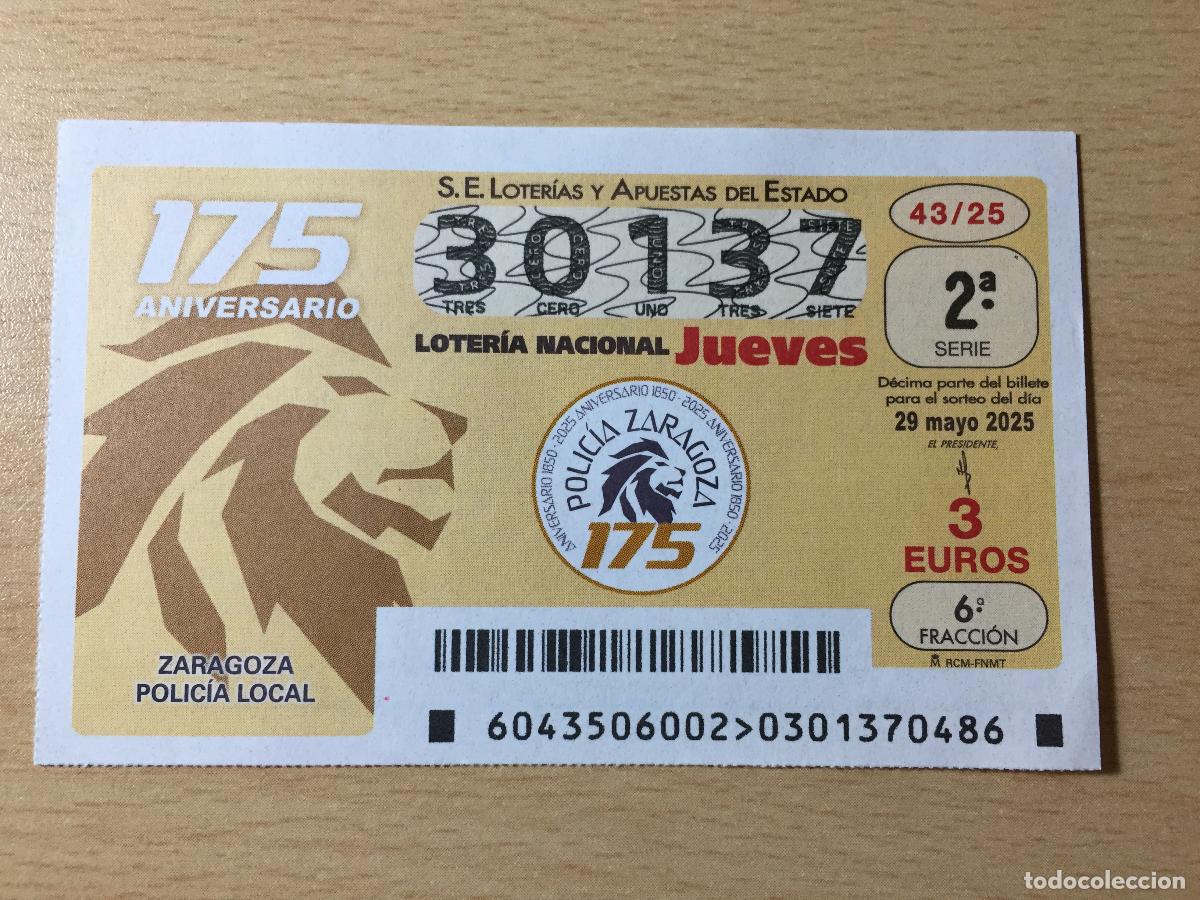 175
ANIVERSARIO
S.E. LOTERÍAS Y APUESTAS DEL ESTADO
30137
TRES CERO UNO TRES SIETE
LOTERÍA NACIONAL Jueves
43/25
2ª
SERIE
Décima parte del billete
para el sorteo del día
29 mayo 2025
EL PRESIDENTE,
3
EUROS
6ª
FRACCIÓN
RCM-FNMT
ANIVERSARIO 1850 - 2025 ANIVERSARIO 1850 - 2025 ANIVERSARIO 1850 - 2025
POLICÍA ZARAGOZA
175
ZARAGOZA
POLICÍA LOCAL
6043506002>0301370486
todocoleccion